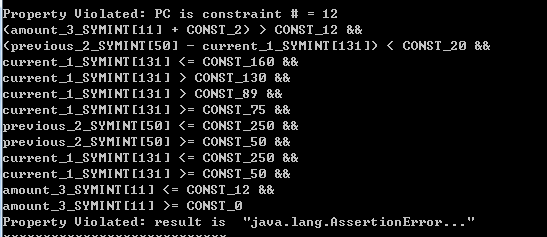 Property Violated: PC is constraint # = 12
(amount_3_SYMINT[11] + CONST_2) > CONST_12 &&
(previous_2_SYMINT[50] - current_1_SYMINT[131]) < CONST_20 &&
current_1_SYMINT[131] <= CONST_160 &&
current_1_SYMINT[131] > CONST_130 &&
current_1_SYMINT[131] > CONST_89 &&
current_1_SYMINT[131] >= CONST_75 &&
previous_2_SYMINT[50] <= CONST_250 &&
previous_2_SYMINT[50] >= CONST_50 &&
current_1_SYMINT[131] <= CONST_250 &&
current_1_SYMINT[131] >= CONST_50 &&
amount_3_SYMINT[11] <= CONST_12 &&
amount_3_SYMINT[11] >= CONST_0
Property Violated: result is  "java.lang.AssertionError..."